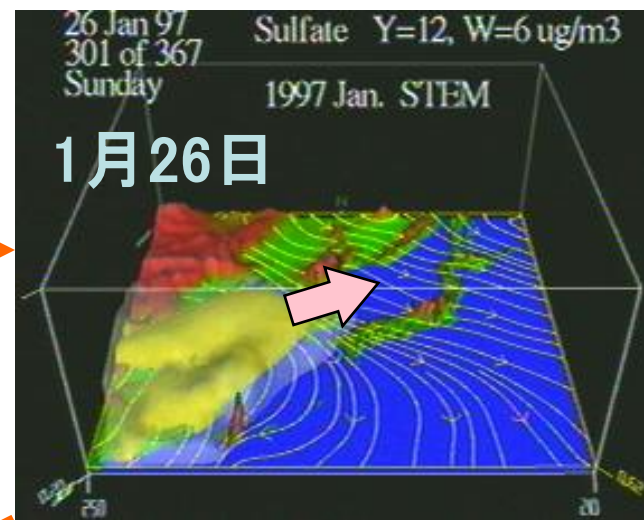 26 Jan 97
301 of 367
Sunday
Sulfate Y=12, W=6 ug/m3
1997 Jan. STEM
1月26日
N
250